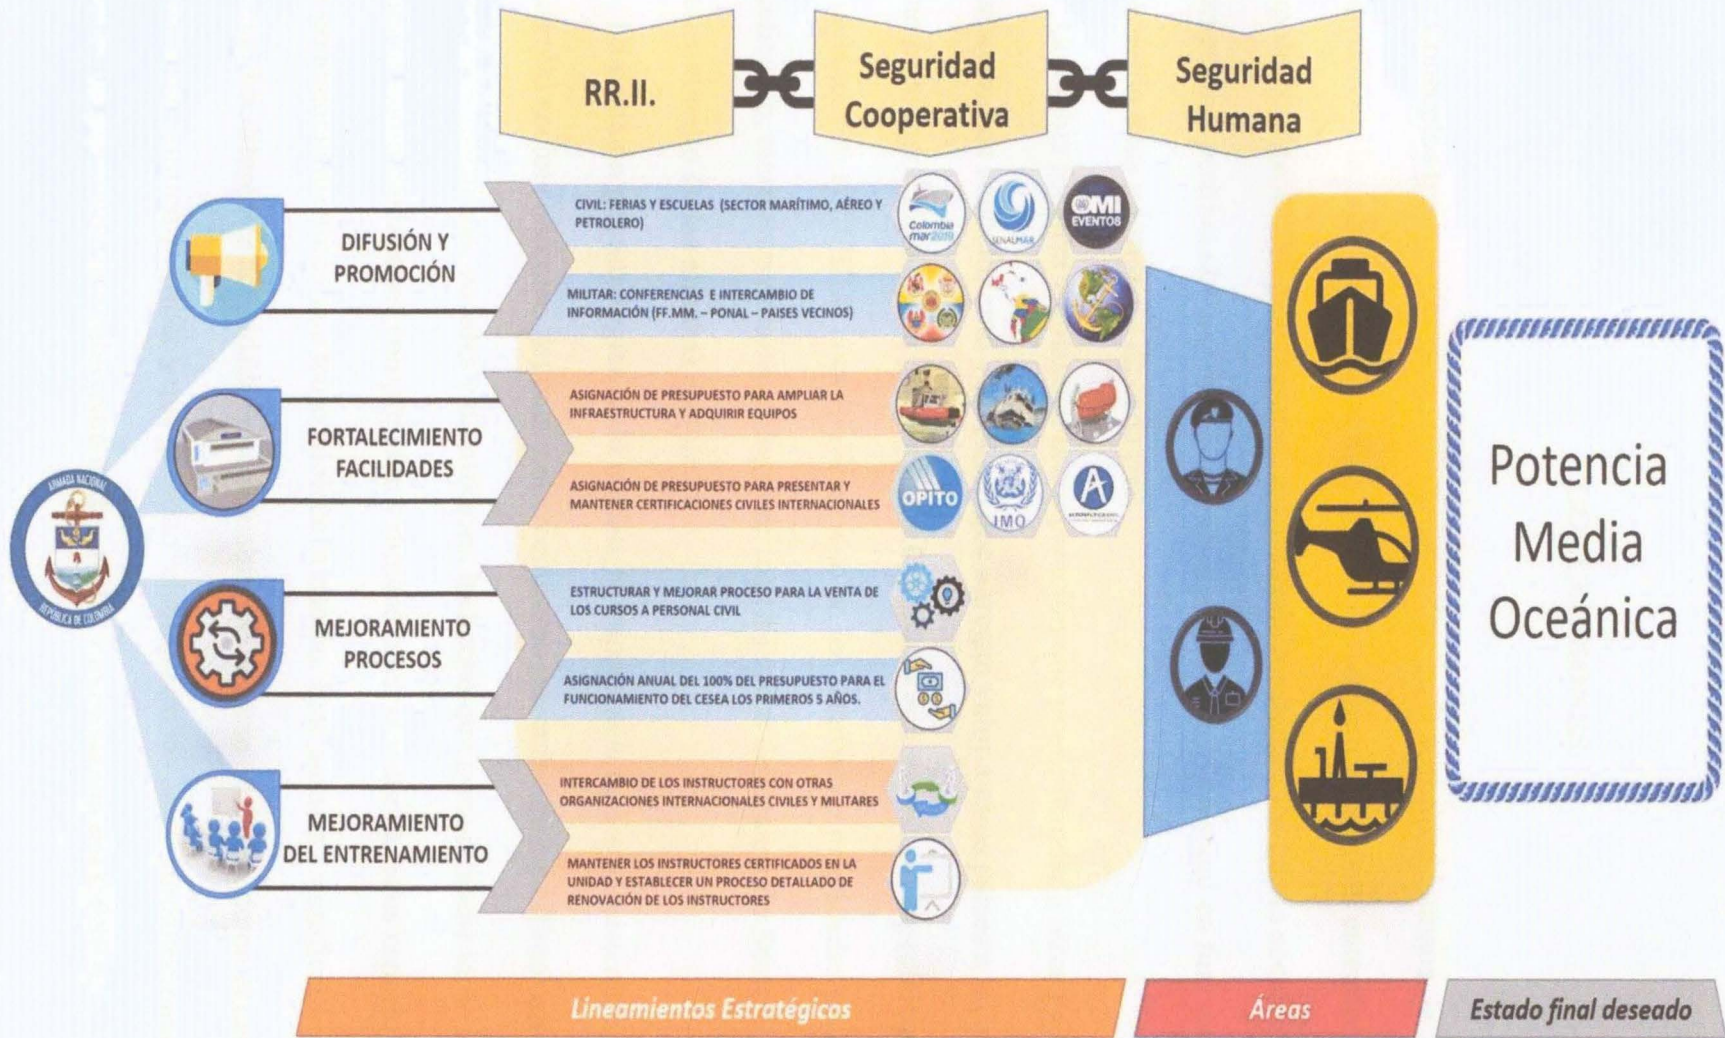 RR.II.
Seguridad
Cooperativa
Seguridad
Humana
DIFUSIÓN Y
PROMOCIÓN
CIVIL: FERIAS Y ESCUELAS (SECTOR MARÍTIMO, AÉREO Y
PETROLERO)
Colombia
mar 2019
SENALMAR
OMI
EVENTOS
MILITAR: CONFERENCIAS E INTERCAMBIO DE
INFORMACIÓN (FF.MM. – PONAL – PAISES VECINOS)
FORTALECIMIENTO
FACILIDADES
ASIGNACIÓN DE PRESUPUESTO PARA AMPLIAR LA
INFRAESTRUCTURA Y ADQUIRIR EQUIPOS
ASIGNACIÓN DE PRESUPUESTO PARA PRESENTAR Y
MANTENER CERTIFICACIONES CIVILES INTERNACIONALES
OPITO
IMO
A
ARMADA NACIONAL
REPÚBLICA DE COLOMBIA
MEJORAMIENTO
PROCESOS
ESTRUCTURAR Y MEJORAR PROCESO PARA LA VENTA DE
LOS CURSOS A PERSONAL CIVIL
ASIGNACIÓN ANUAL DEL 100% DEL PRESUPUESTO PARA EL
FUNCIONAMIENTO DEL CESEA LOS PRIMEROS 5 AÑOS.
MEJORAMIENTO
DEL ENTRENAMIENTO
INTERCAMBIO DE LOS INSTRUCTORES CON OTRAS
ORGANIZACIONES INTERNACIONALES CIVILES Y MILITARES
MANTENER LOS INSTRUCTORES CERTIFICADOS EN LA
UNIDAD Y ESTABLECER UN PROCESO DETALLADO DE
RENOVACIÓN DE LOS INSTRUCTORES
Potencia
Media
Oceánica
Lineamientos Estratégicos
Áreas
Estado final deseado